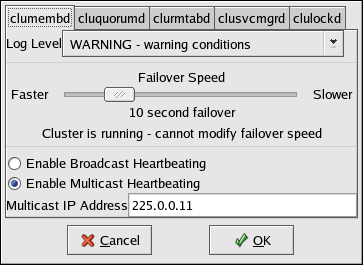 clumembd cluquorumd clurmtabd clusvcmgrd clulockd
Log Level WARNING - warning conditions
Failover Speed
Faster Slower
10 second failover
Cluster is running - cannot modify failover speed
Enable Broadcast Heartbeating
Enable Multicast Heartbeating
Multicast IP Address 225.0.0.11
Cancel OK